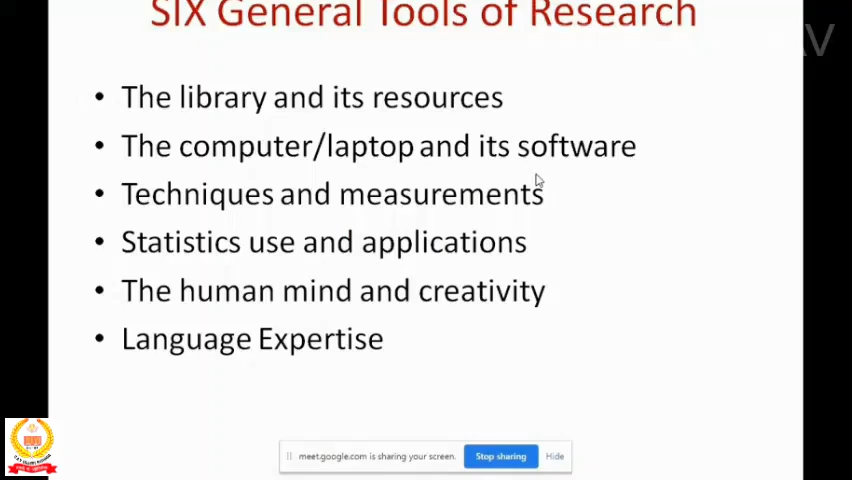 SIX General Tools of Research
AV
• The library and its resources
• The computer/laptop and its software
• Techniques and measurements
• Statistics use and applications
• The human mind and creativity
• Language Expertise
meet.google.com is sharing your screen. Stop sharing Hide